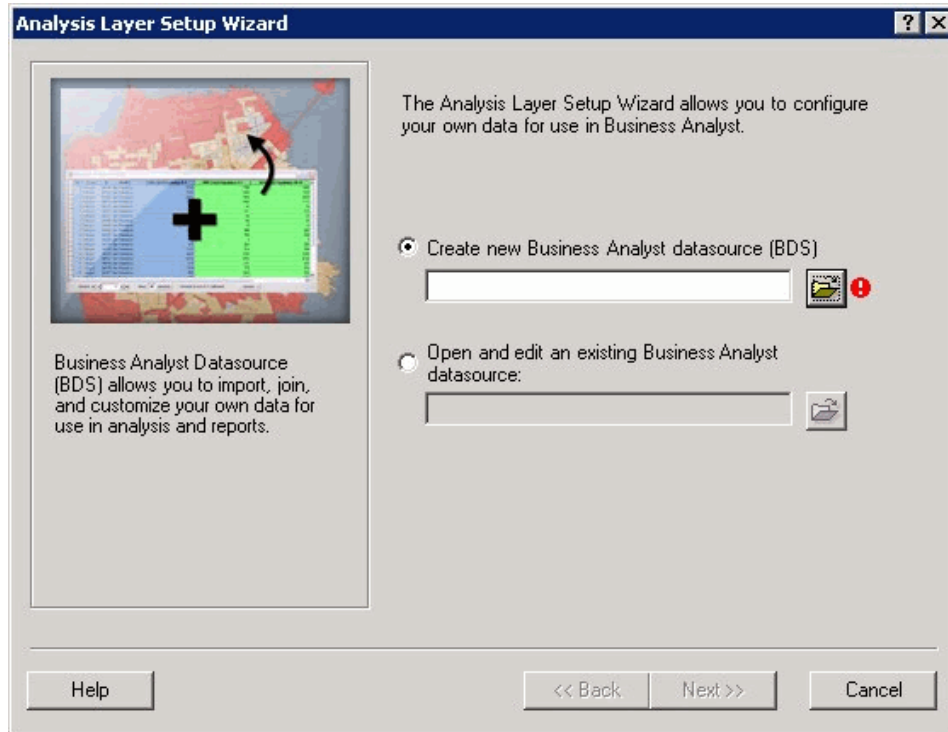 Analysis Layer Setup Wizard
The Analysis Layer Setup Wizard allows you to configure
your own data for use in Business Analyst.
Create new Business Analyst datasource (BDS)
Open and edit an existing Business Analyst
datasource:
Business Analyst Datasource
(BDS) allows you to import, join,
and customize your own data for
use in analysis and reports.
Help
<< Back
Next >>
Cancel